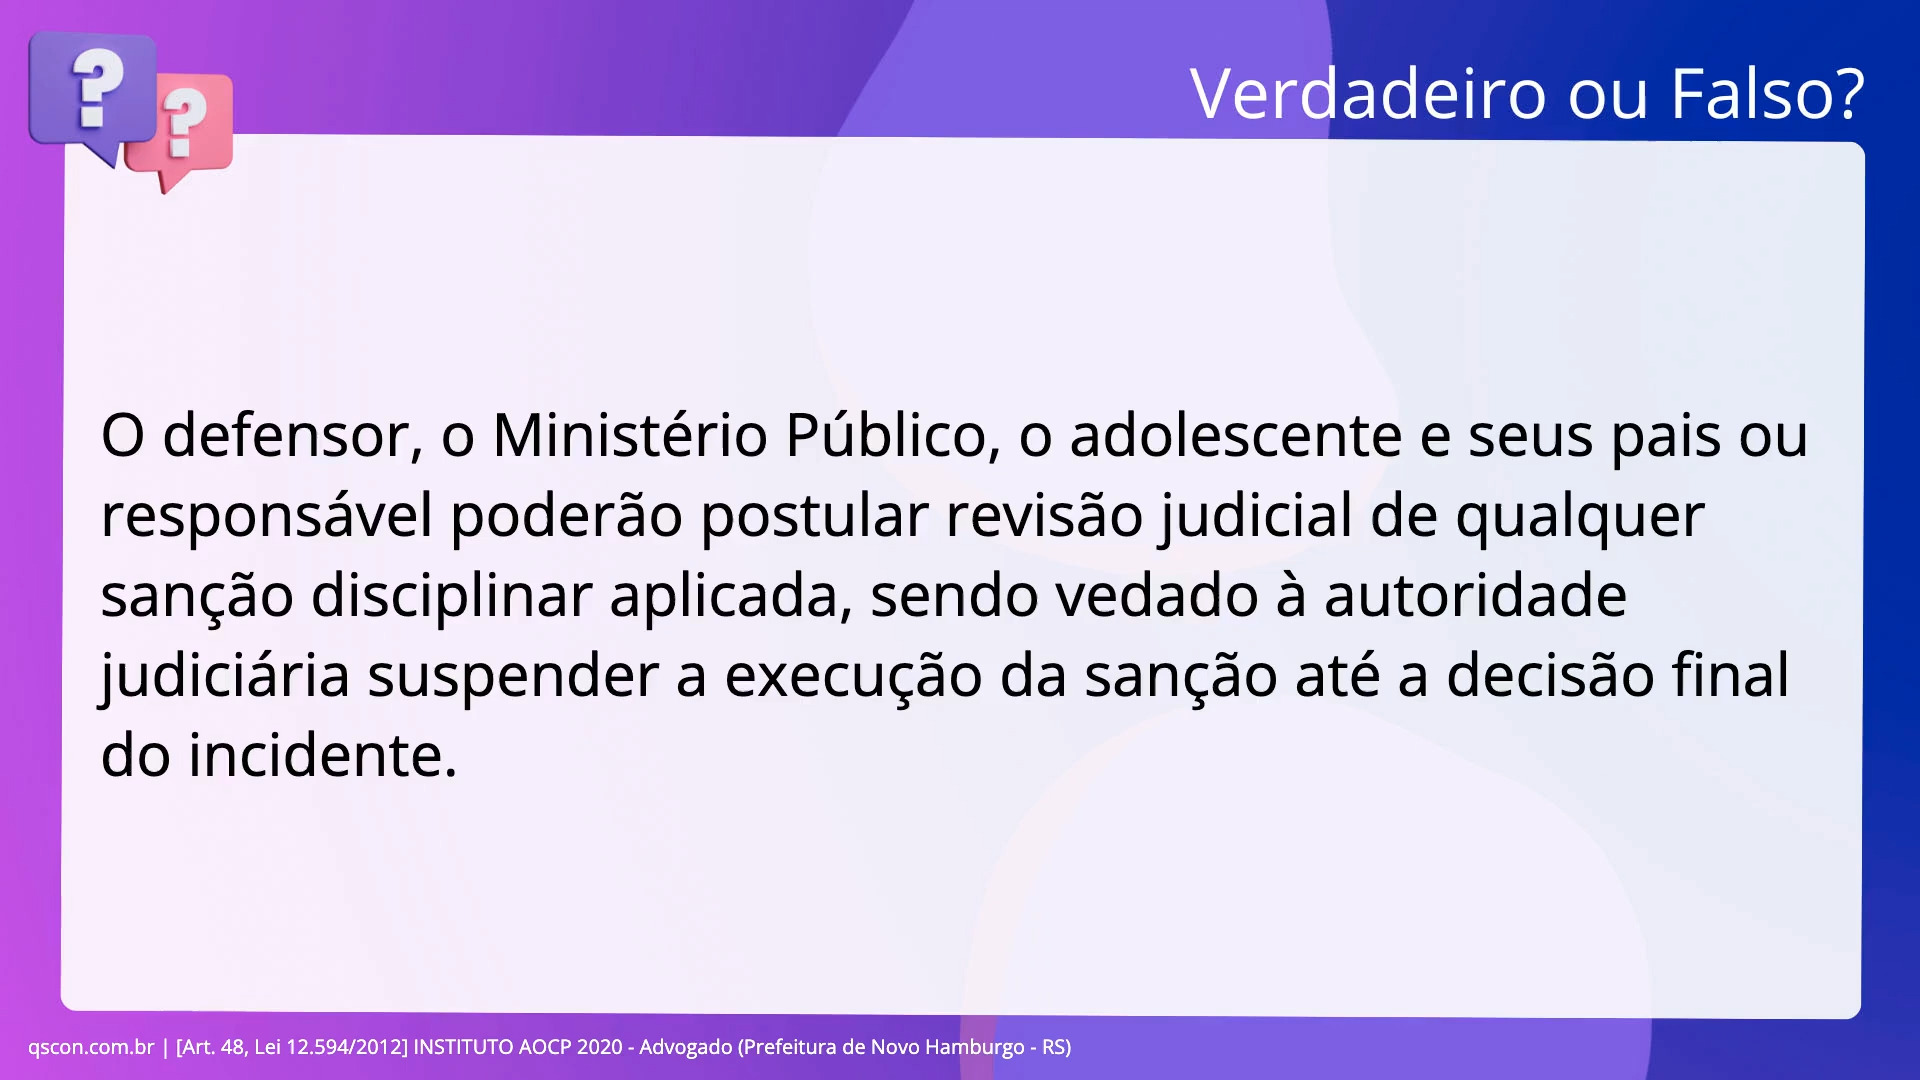 Verdadeiro ou Falso?
O defensor, o Ministério Público, o adolescente e seus pais ou
responsável poderão postular revisão judicial de qualquer
sanção disciplinar aplicada, sendo vedado à autoridade
judiciária suspender a execução da sanção até a decisão final
do incidente.
qscon.com.br | [Art. 48, Lei 12.594/2012] INSTITUTO AOCP 2020 - Advogado (Prefeitura de Novo Hamburgo - RS)